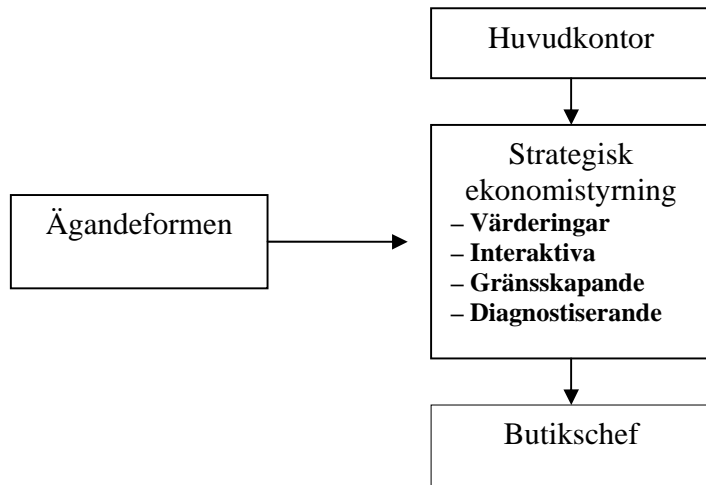 Huvudkontor
Strategisk
ekonomistyrning
– Värderingar
– Interaktiva
– Gränsskapande
– Diagnostiserande
Ägandeformen
Butikschef